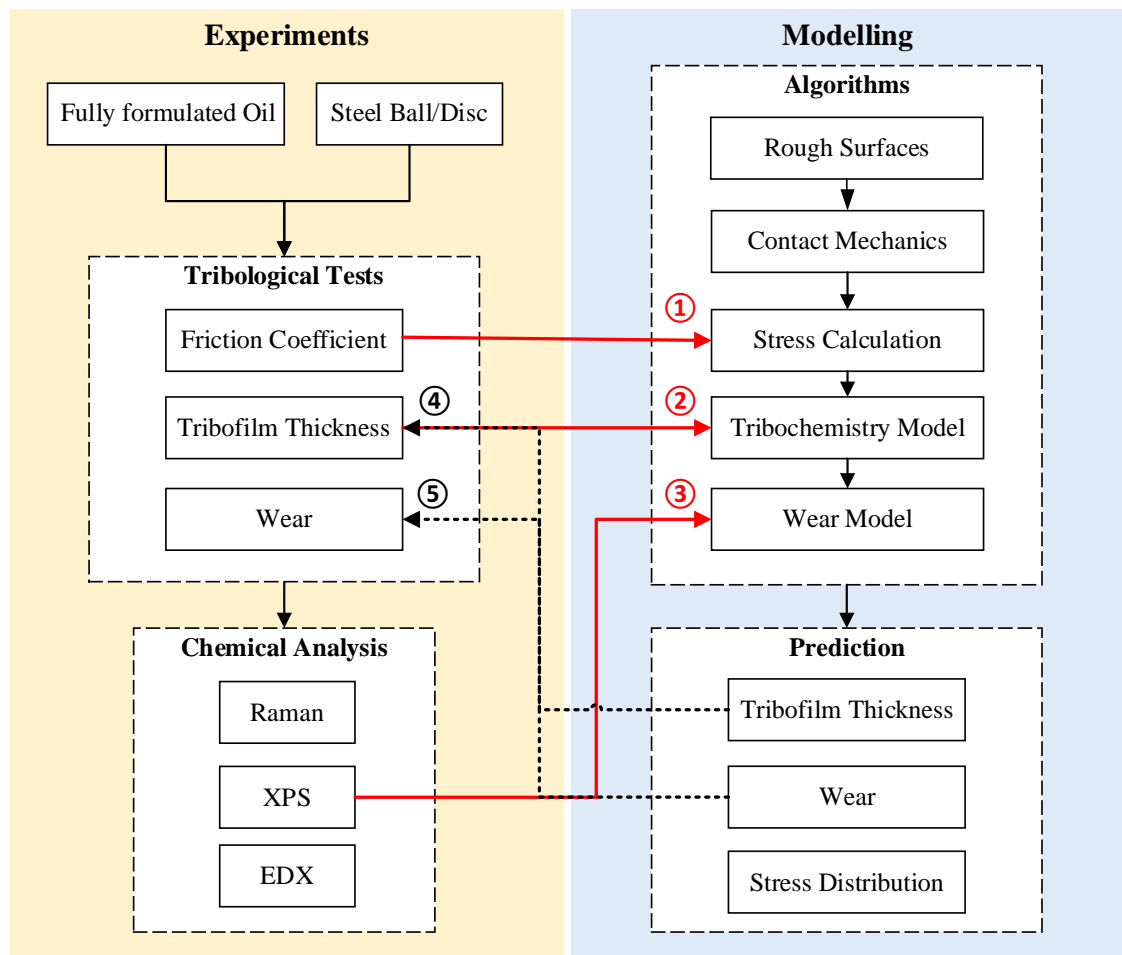 Experiments
Fully formulated Oil
Steel Ball/Disc
Tribological Tests
Friction Coefficient
Tribofilm Thickness
④
Wear
⑤
Chemical Analysis
Raman
XPS
EDX
Modelling
Algorithms
Rough Surfaces
Contact Mechanics
①
Stress Calculation
②
Tribochemistry Model
③
Wear Model
Prediction
Tribofilm Thickness
Wear
Stress Distribution